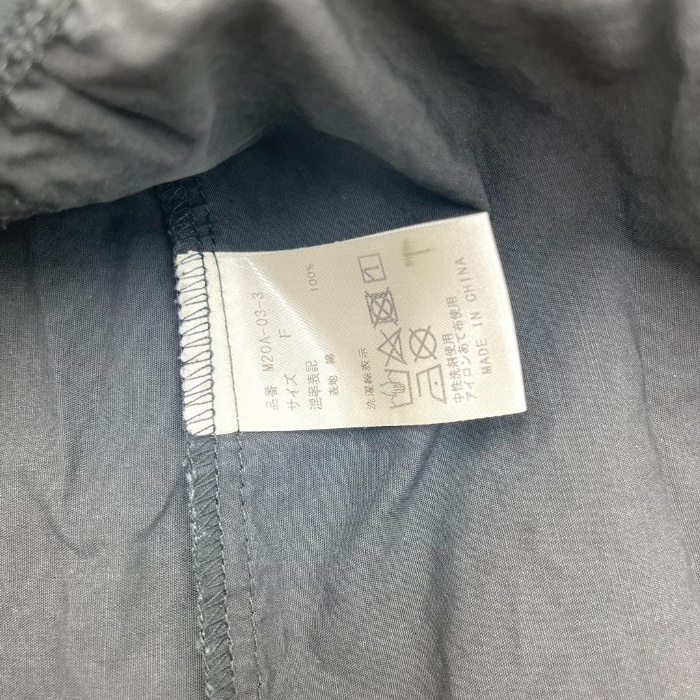 品番 M20A-03-3
サイズ F
混率表記
表地 綿 100%
洗濯絵表示
中性洗剤使用
アイロンあて布使用
MADE IN CHINA